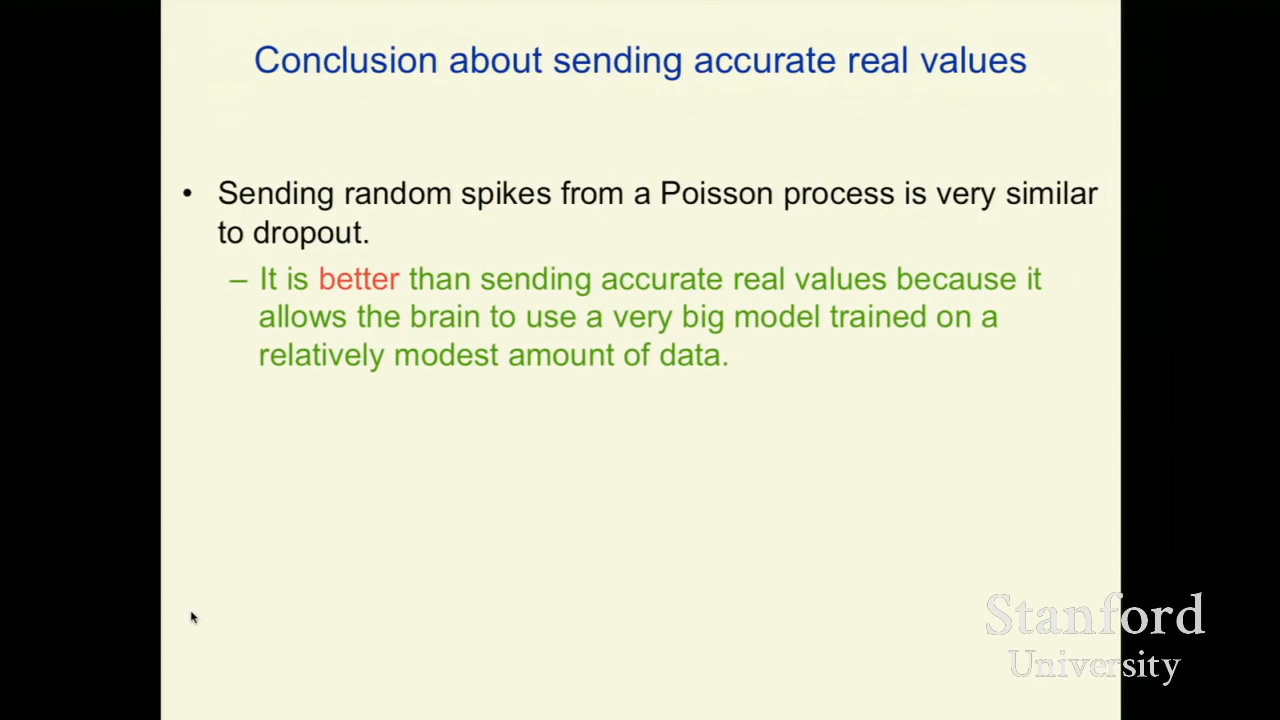 Conclusion about sending accurate real values
• Sending random spikes from a Poisson process is very similar
to dropout.
– It is better than sending accurate real values because it
allows the brain to use a very big model trained on a
relatively modest amount of data.
Stanford
University